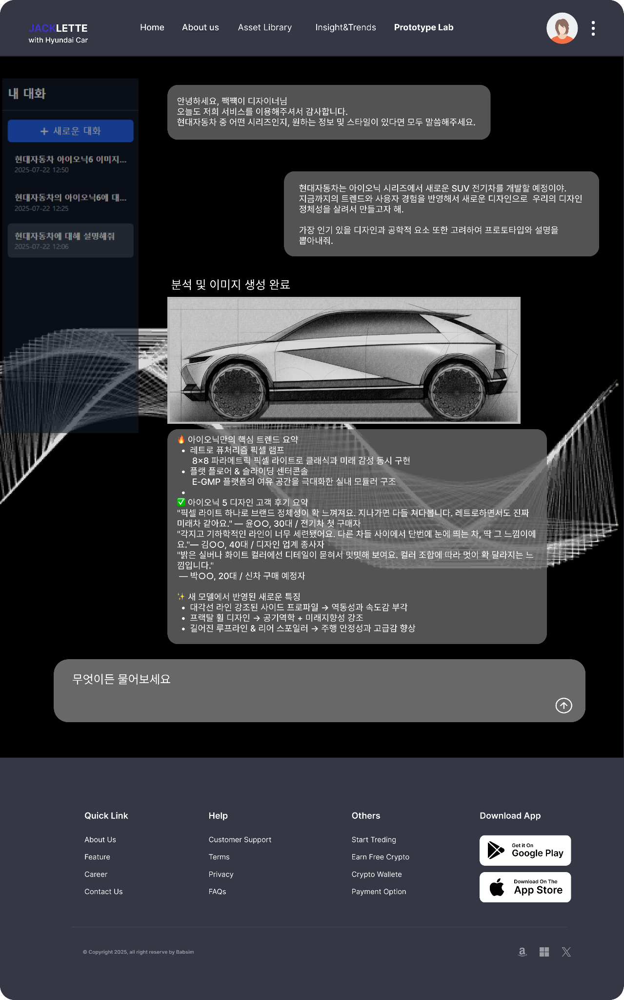 JACKLETTE
with Hyundai Car
Home About us Asset Library Insight&Trends Prototype Lab
내 대화
+ 새로운 대화
현대자동차 아이오닉6 이미지...
2025-07-22 12:50
현대자동차의 아이오닉6에 대...
2025-07-22 12:25
현대자동차에 대해 설명해줘
2025-07-22 12:06
안녕하세요, 짹짹이 디자이너님
오늘도 저희 서비스를 이용해주셔서 감사합니다.
현대자동차 중 어떤 시리즈인지, 원하는 정보 및 스타일이 있다면 모두 말씀해주세요.
현대자동차는 아이오닉 시리즈에서 새로운 SUV 전기차를 개발할 예정이야.
지금까지의 트렌드와 사용자 경험을 반영해서 새로운 디자인으로 우리의 디자인
정체성을 살려서 만들고자 해.
가장 인기 있을 디자인과 공학적 요소 또한 고려하여 프로토타입와 설명을
뽑아내줘.
분석 및 이미지 생성 완료
🔥 아이오닉만의 핵심 트렌드 요약
• 레트로 퓨처리즘 픽셀 램프
8×8 파라메트릭 픽셀 라이트로 클래식과 미래 감성 동시 구현
• 플랫 플로어 & 슬라이딩 센터콘솔
E-GMP 플랫폼의 여유 공간을 극대화한 실내 모듈러 구조
•
✅ 아이오닉 5 디자인 고객 후기 요약
"픽셀 라이트 하나로 브랜드 정체성이 확 느껴져요. 지나가면 다들 쳐다봅니다. 레트로하면서도 진짜
미래차 같아요." — 윤○○, 30대 / 전기차 첫 구매자
"각지고 기하학적인 라인이 너무 세련됐어요. 다른 차들 사이에서 단번에 눈에 띄는 차, 딱 그 느낌이에
요."— 김○○, 40대 / 디자인 업계 종사자
"밝은 실버나 화이트 컬러에선 디테일이 묻혀서 밋밋해 보여요. 컬러 조합에 따라 멋이 확 달라지는 느
낌입니다."
— 박○○, 20대 / 신차 구매 예정자
✨ 새 모델에서 반영된 새로운 특징
• 대각선 라인 강조된 사이드 프로파일 → 역동성과 속도감 부각
• 프랙탈 휠 디자인 → 공기역학 + 미래지향성 강조
• 길어진 루프라인 & 리어 스포일러 → 주행 안정성과 고급감 향상
무엇이든 물어보세요
Quick Link
About Us
Feature
Career
Contact Us
Help
Customer Support
Terms
Privacy
FAQs
Others
Start Treding
Earn Free Crypto
Crypto Wallete
Payment Option
Download App
Get it On
Google Play
Download On The
App Store
© Copyright 2025, all right reserve by Babsim